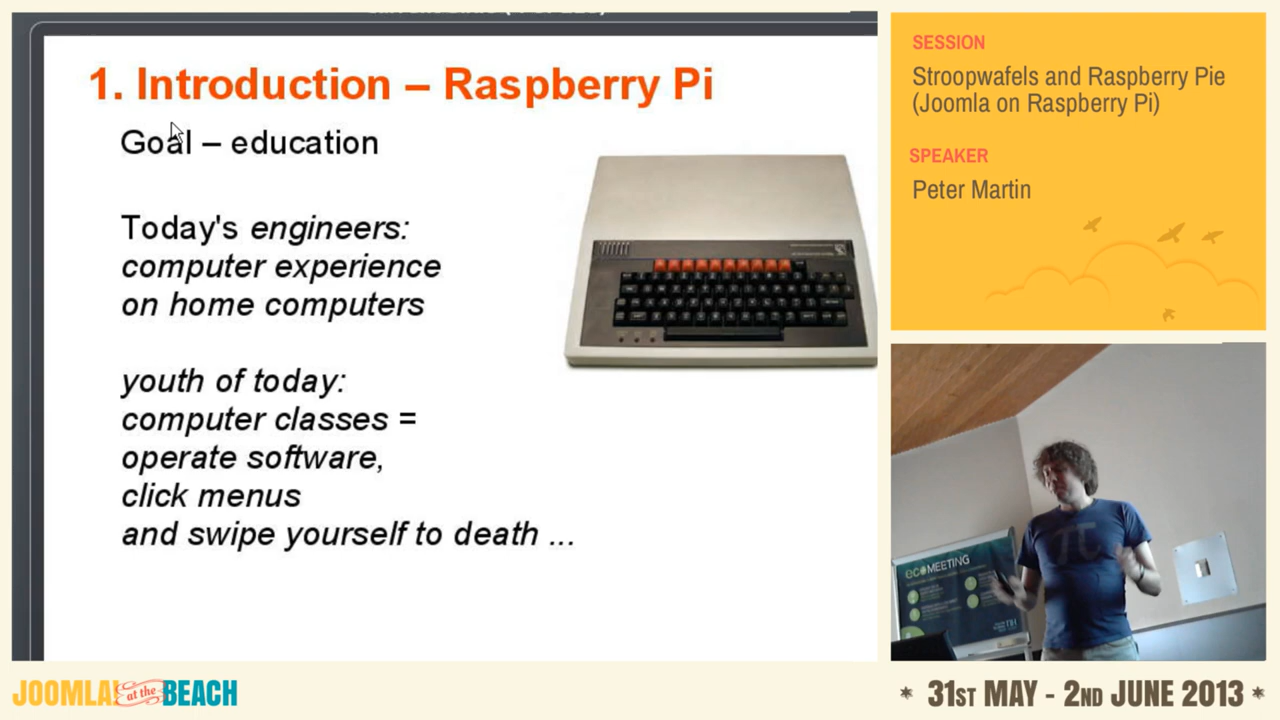 1. Introduction – Raspberry Pi
Goal – education
Today's engineers:
computer experience
on home computers
youth of today:
computer classes =
operate software,
click menus
and swipe yourself to death ...
SESSION
Stroopwafels and Raspberry Pie
(Joomla on Raspberry Pi)
SPEAKER
Peter Martin
π
ecoMEETING
NH
JOOMLA! at the BEACH
* 31ST MAY - 2ND JUNE 2013 *